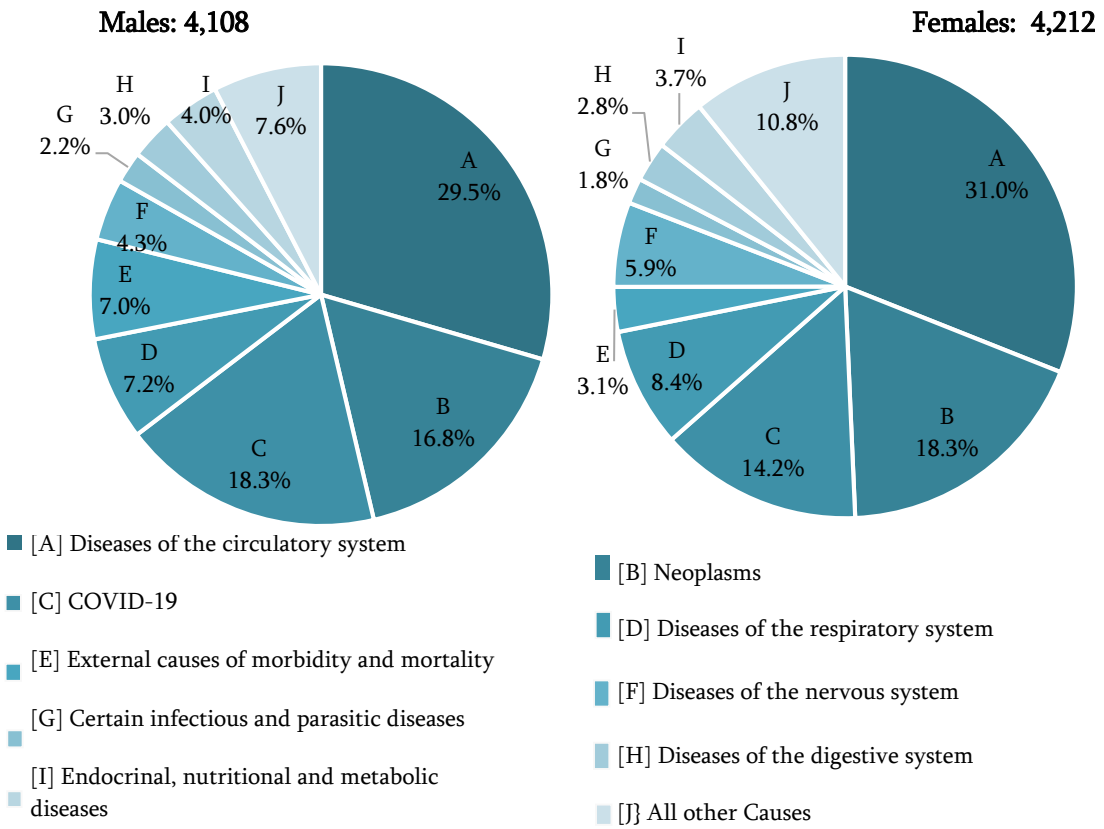 Males: 4,108
A
29.5%
B
16.8%
C
18.3%
D
7.2%
E
7.0%
F
4.3%
G
2.2%
H
3.0%
I
4.0%
J
7.6%
Females: 4,212
A
31.0%
B
18.3%
C
14.2%
D
8.4%
E
3.1%
F
5.9%
G
1.8%
H
2.8%
I
3.7%
J
10.8%
[A] Diseases of the circulatory system
[B] Neoplasms
[C] COVID-19
[D] Diseases of the respiratory system
[E] External causes of morbidity and mortality
[F] Diseases of the nervous system
[G] Certain infectious and parasitic diseases
[H] Diseases of the digestive system
[I] Endocrinal, nutritional and metabolic
diseases
[J} All other Causes